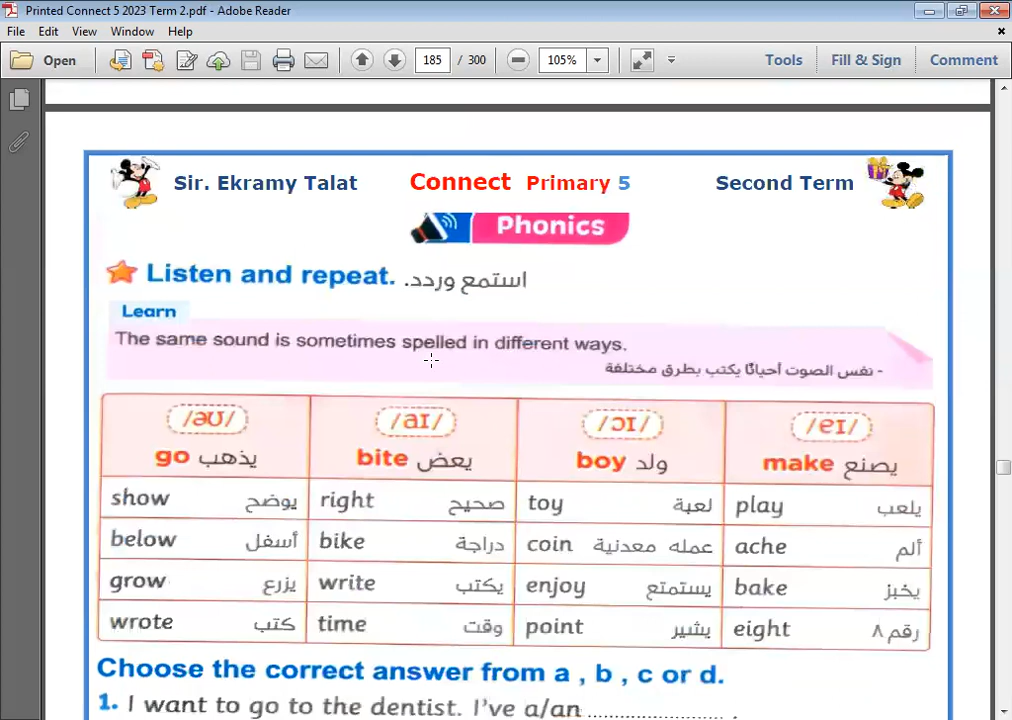 Printed Connect 5 2023 Term 2.pdf - Adobe Reader
File Edit View Window Help
Open 185 / 300 105% Tools Fill & Sign Comment
Sir. Ekramy Talat Connect Primary 5 Second Term
Phonics
Listen and repeat. استمع وردد.
Learn
The same sound is sometimes spelled in different ways.
- نفس الصوت أحيانًا يكتب بطرق مختلفة
/əʊ/ /aɪ/ /ɔɪ/ /eɪ/
go يذهب bite يعض boy ولد make يصنع
show يوضح right صحيح toy لعبة play يلعب
below أسفل bike دراجة coin عمله معدنية ache ألم
grow يزرع write يكتب enjoy يستمتع bake يخبز
wrote كتب time وقت point يشير eight رقم ٨
Choose the correct answer from a , b , c or d.
1. I want to go to the dentist. I've a/an .................... .